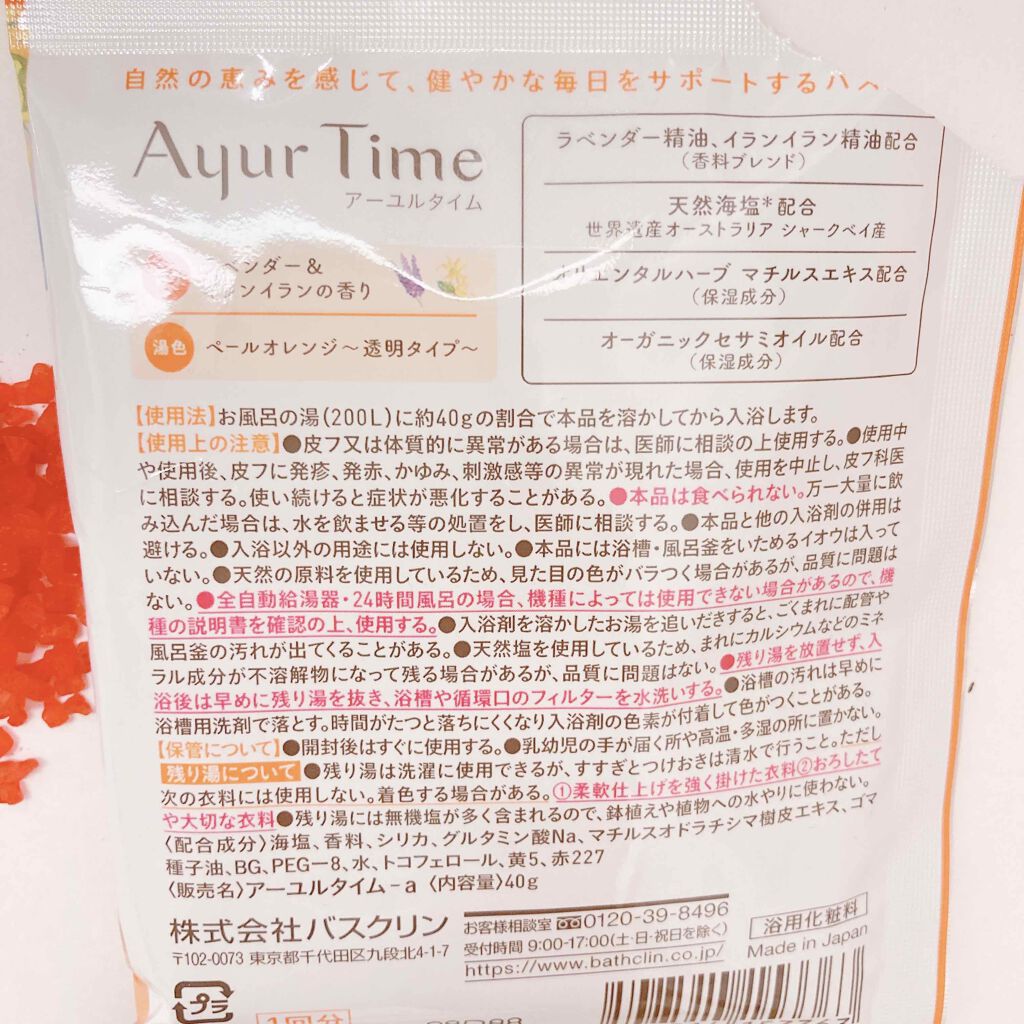 自然の恵みを感じて、健やかな毎日をサポートするバス
Ayur Time
アーユルタイム
ンダー&
ンイランの香り
湯色 ペールオレンジ〜透明タイプ〜
ラベンダー精油、イランイラン精油配合
(香料ブレンド)
天然海塩*配合
世界遺産オーストラリア シャークベイ産
オリエンタルハーブ マチルスエキス配合
(保湿成分)
オーガニックセサミオイル配合
(保湿成分)
【使用法】お風呂の湯(200L)に約40gの割合で本品を溶かしてから入浴します。
【使用上の注意】●皮フ又は体質的に異常がある場合は、医師に相談の上使用する。●使用中
や使用後、皮フに発疹、発赤、かゆみ、刺激感等の異常が現れた場合、使用を中止し、皮フ科医
に相談する。使い続けると症状が悪化することがある。●本品は食べられない。万一大量に飲
み込んだ場合は、水を飲ませる等の処置をし、医師に相談する。●本品と他の入浴剤の併用は
避ける。●入浴以外の用途には使用しない。●本品には浴槽・風呂釜をいためるイオウは入って
いない。●天然の原料を使用しているため、見た目の色がバラつく場合があるが、品質に問題は
ない。●全自動給湯器・24時間風呂の場合、機種によっては使用できない場合があるので、機
種の説明書を確認の上、使用する。●入浴剤を溶かしたお湯を追いだきすると、ごくまれに配管や
風呂釜の汚れが出てくることがある。●天然塩を使用しているため、まれにカルシウムなどのミネ
ラル成分が不溶解物になって残る場合があるが、品質に問題はない。●残り湯を放置せず、入
浴後は早めに残り湯を抜き、浴槽や循環口のフィルターを水洗いする。●浴槽の汚れは早めに
浴槽用洗剤で落とす。時間がたつと落ちにくくなり入浴剤の色素が付着して色がつくことがある。
【保管について】●開封後はすぐに使用する。●乳幼児の手が届く所や高温・多湿の所に置かない。
残り湯について ●残り湯は洗濯に使用できるが、すすぎとつけおきは清水で行うこと。ただし
次の衣料には使用しない。着色する場合がある。①柔軟仕上げを強く掛けた衣料②おろしたて
や大切な衣料●残り湯には無機塩が多く含まれるので、鉢植えや植物への水やりに使わない。
〈配合成分〉海塩、香料、シリカ、グルタミン酸Na、マチルスオドラチシマ樹皮エキス、ゴマ
種子油、BG、PEG-8、水、トコフェロール、黄5、赤227
〈販売名〉アーユルタイム-a 〈内容量〉40g
株式会社バスクリン
〒102-0073 東京都千代田区九段北4-1-7
お客様相談室 0120-39-8496
受付時間 9:00-17:00(土・日・祝日を除く)
https://www.bathclin.co.jp/
浴用化粧料
Made in Japan
プラ
1回分